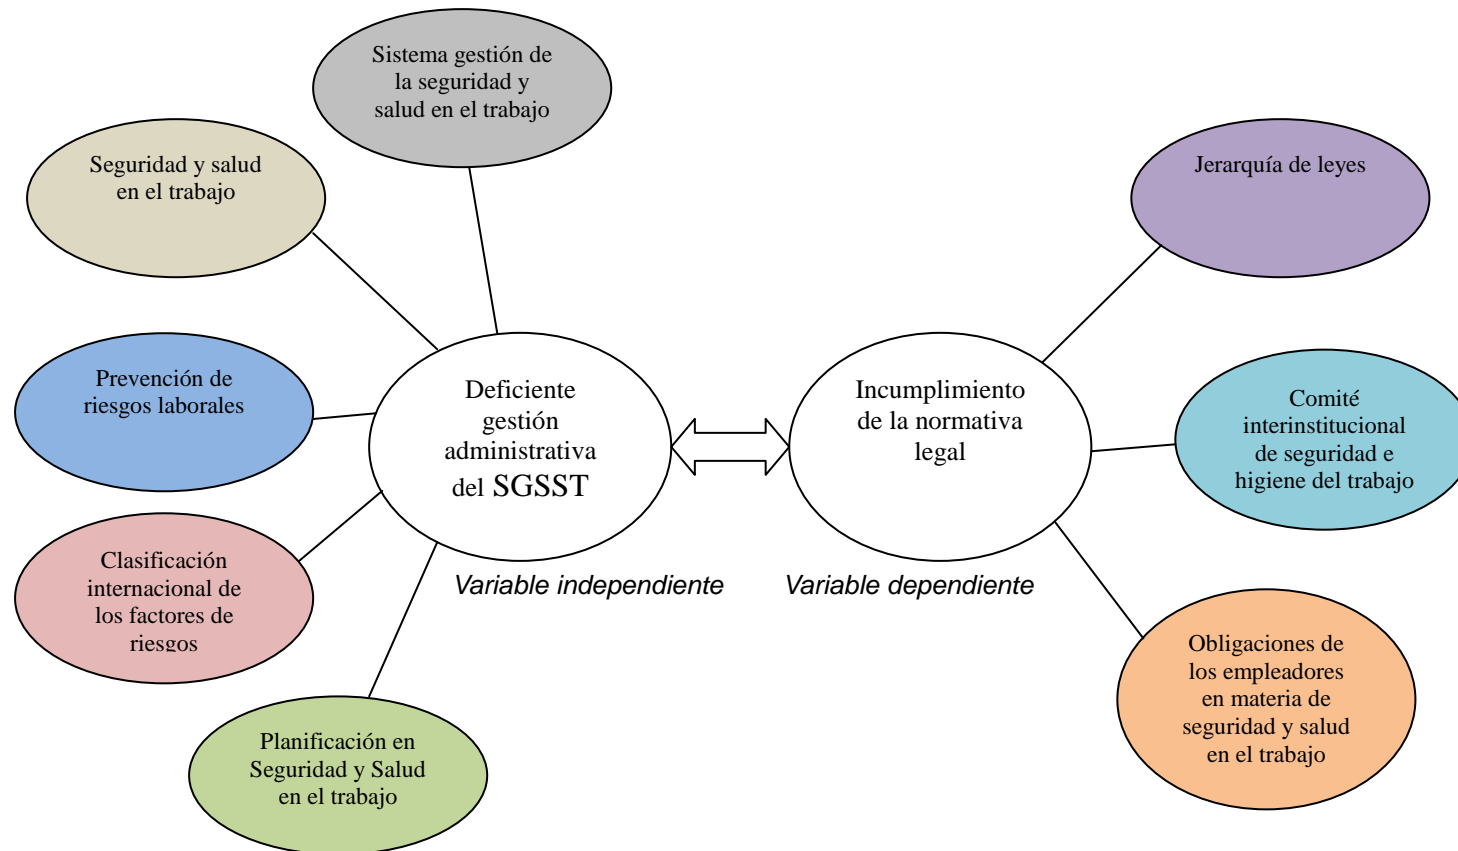 Sistema gestión de
la seguridad y
salud en el trabajo
Seguridad y salud
en el trabajo
Prevención de
riesgos laborales
Clasificación
internacional de
los factores de
riesgos
Planificación en
Seguridad y Salud
en el trabajo
Deficiente
gestión
administrativa
del SGSST
Variable independiente
Incumplimiento
de la normativa
legal
Variable dependiente
Jerarquía de leyes
Comité
interinstitucional
de seguridad e
higiene del trabajo
Obligaciones de
los empleadores
en materia de
seguridad y salud
en el trabajo